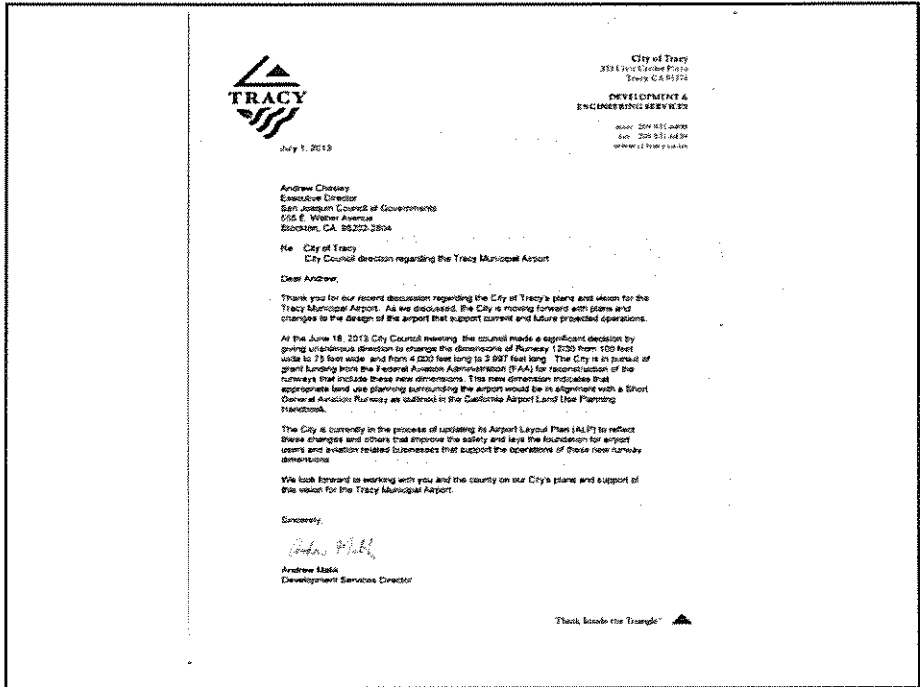 TRACY
City of Tracy
Tracy, CA
DEVELOPMENT &
ENGINEERING SERVICES
July 1, 2013
Andrew Chesley
Executive Director
San Joaquin Council of Governments
555 E. Weber Avenue
Stockton, CA 95202-2804
Re City of Tracy
City Council direction regarding the Tracy Municipal Airport
Dear Andrew,
Thank you for our recent discussion regarding the City of Tracy's plans and vision for the
Tracy Municipal Airport. As we discussed, the City is moving forward with plans and
changes to the design of the airport that support current and future projected operations.
At the June 18, 2013 City Council meeting, the council made a significant decision by
giving unanimous direction to change the dimensions of Runway 12/30 from 100 feet
wide to 75 feet wide and from 4,000 feet long to 3,997 feet long. The City is in pursuit of
grant funding from the Federal Aviation Administration (FAA) for reconstruction of the
runways that include these new dimensions. This new dimension indicates that
appropriate land use planning surrounding the airport would be in alignment with a Short
General Aviation Runway as outlined in the California Airport Land Use Planning
Handbook.
The City is currently in the process of updating its Airport Layout Plan (ALP) to reflect
these changes and others that improve the safety and lays the foundation for airport
users and aviation related businesses that support the operations of these new runway
dimensions.
We look forward to working with you and the county on our City's plans and support of
this vision for the Tracy Municipal Airport.
Sincerely,
Andrew Malik
Development Services Director
Think Inside the Triangle™